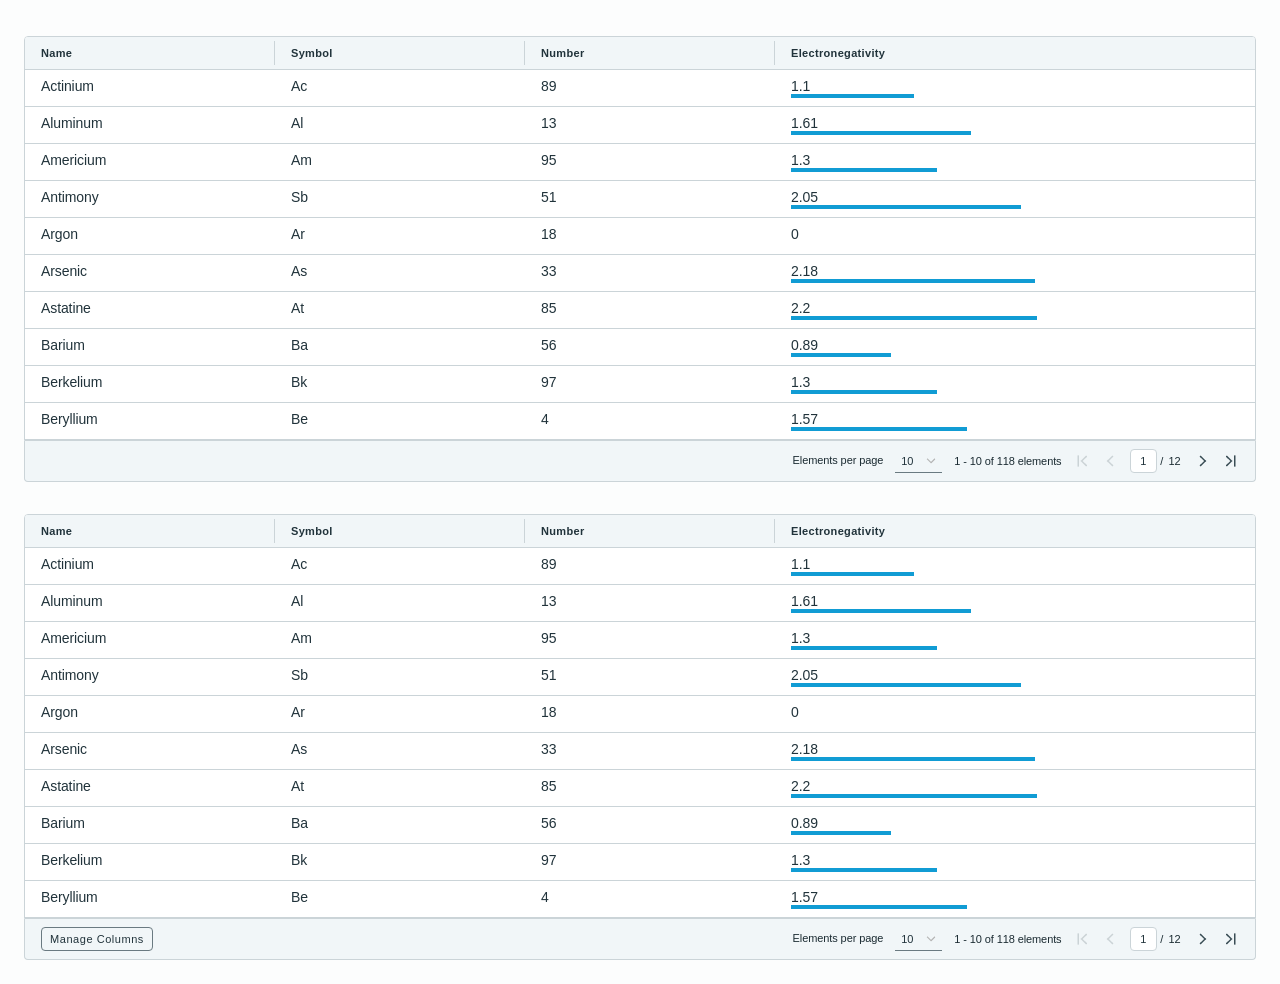 Name Symbol Number Electronegativity
Actinium Ac 89 1.1
Aluminum Al 13 1.61
Americium Am 95 1.3
Antimony Sb 51 2.05
Argon Ar 18 0
Arsenic As 33 2.18
Astatine At 85 2.2
Barium Ba 56 0.89
Berkelium Bk 97 1.3
Beryllium Be 4 1.57
Elements per page 10 1 - 10 of 118 elements 1 / 12
Name Symbol Number Electronegativity
Actinium Ac 89 1.1
Aluminum Al 13 1.61
Americium Am 95 1.3
Antimony Sb 51 2.05
Argon Ar 18 0
Arsenic As 33 2.18
Astatine At 85 2.2
Barium Ba 56 0.89
Berkelium Bk 97 1.3
Beryllium Be 4 1.57
Manage Columns Elements per page 10 1 - 10 of 118 elements 1 / 12